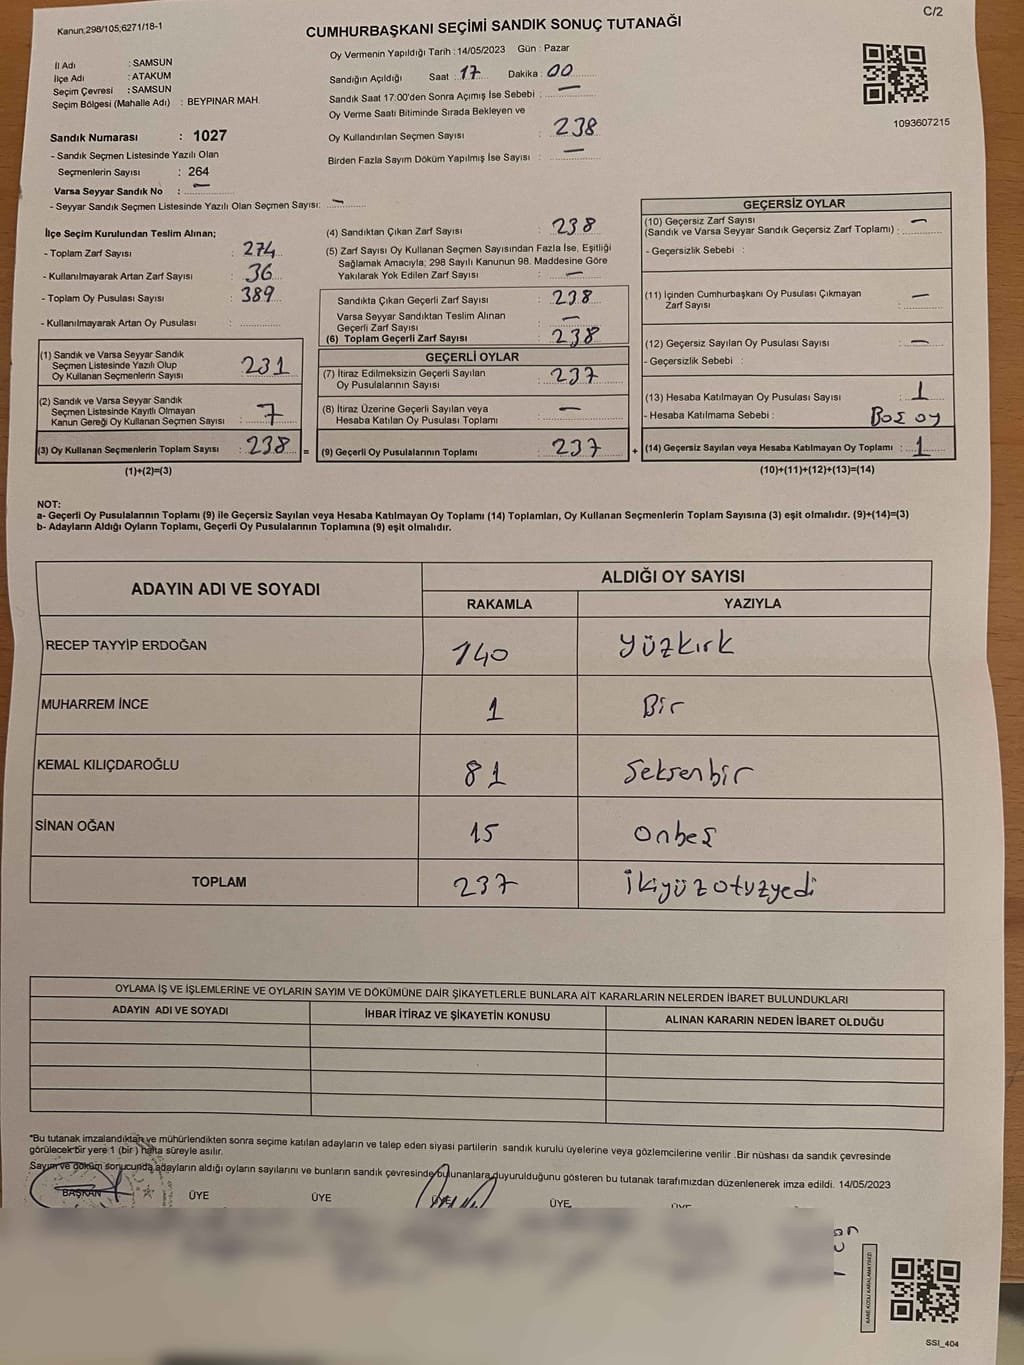 Kanun;298/105;6271/18-1
C/2
CUMHURBAŞKANI SEÇİMİ SANDIK SONUÇ TUTANAĞI
İl Adı : SAMSUN
İlçe Adı : ATAKUM
Seçim Çevresi : SAMSUN
Seçim Bölgesi (Mahalle Adı) : BEYPINAR MAH.
Oy Vermenin Yapıldığı Tarih : 14/05/2023 Gün : Pazar
Sandığın Açıldığı Saat : 17 Dakika : 00
Sandık Saat 17:00'den Sonra Açımış İse Sebebi : —
Oy Verme Saati Bitiminde Sırada Bekleyen ve
Oy Kullandırılan Seçmen Sayısı : 238
Birden Fazla Sayım Döküm Yapılmış İse Sayısı : —
1093607215
Sandık Numarası : 1027
- Sandık Seçmen Listesinde Yazılı Olan
Seçmenlerin Sayısı : 264
Varsa Seyyar Sandık No : —
- Seyyar Sandık Seçmen Listesinde Yazılı Olan Seçmen Sayısı: —
İlçe Seçim Kurulundan Teslim Alınan;
- Toplam Zarf Sayısı : 274
- Kullanılmayarak Artan Zarf Sayısı : 36
- Toplam Oy Pusulası Sayısı : 389
- Kullanılmayarak Artan Oy Pusulası :
(1) Sandık ve Varsa Seyyar Sandık
Seçmen Listesinde Yazılı Olup
Oy Kullanan Seçmenlerin Sayısı : 231
(2) Sandık ve Varsa Seyyar Sandık
Seçmen Listesinde Kayıtlı Olmayan
Kanun Gereği Oy Kullanan Seçmen Sayısı : 7
(3) Oy Kullanan Seçmenlerin Toplam Sayısı : 238
(1)+(2)=(3)
(4) Sandıktan Çıkan Zarf Sayısı : 238
(5) Zarf Sayısı Oy Kullanan Seçmen Sayısından Fazla İse, Eşitliği
Sağlamak Amacıyla; 298 Sayılı Kanunun 98. Maddesine Göre
Yakılarak Yok Edilen Zarf Sayısı : —
Sandıkta Çıkan Geçerli Zarf Sayısı : 238
Varsa Seyyar Sandıktan Teslim Alınan
Geçerli Zarf Sayısı : —
(6) Toplam Geçerli Zarf Sayısı : 238
GEÇERLİ OYLAR
(7) İtiraz Edilmeksizin Geçerli Sayılan
Oy Pusulalarının Sayısı : 237
(8) İtiraz Üzerine Geçerli Sayılan veya
Hesaba Katılan Oy Pusulası Toplamı : —
= (9) Geçerli Oy Pusulalarının Toplamı : 237
GEÇERSİZ OYLAR
(10) Geçersiz Zarf Sayısı
(Sandık ve Varsa Seyyar Sandık Geçersiz Zarf Toplamı) : —
- Geçersizlik Sebebi :
(11) İçinden Cumhurbaşkanı Oy Pusulası Çıkmayan
Zarf Sayısı : —
(12) Geçersiz Sayılan Oy Pusulası Sayısı : —
- Geçersizlik Sebebi :
(13) Hesaba Katılmayan Oy Pusulası Sayısı : 1
- Hesaba Katılmama Sebebi : Boş oy
+ (14) Geçersiz Sayılan veya Hesaba Katılmayan Oy Toplamı : 1
(10)+(11)+(12)+(13)=(14)
NOT:
a- Geçerli Oy Pusulalarının Toplamı (9) ile Geçersiz Sayılan veya Hesaba Katılmayan Oy Toplamı (14) Toplamları, Oy Kullanan Seçmenlerin Toplam Sayısına (3) eşit olmalıdır. (9)+(14)=(3)
b- Adayların Aldığı Oyların Toplamı, Geçerli Oy Pusulalarının Toplamına (9) eşit olmalıdır.
ADAYIN ADI VE SOYADI ALDIĞI OY SAYISI
RAKAMLA YAZIYLA
RECEP TAYYİP ERDOĞAN 140 Yüzkırk
MUHARREM İNCE 1 Bir
KEMAL KILIÇDAROĞLU 81 Seksenbir
SİNAN OĞAN 15 Onbeş
TOPLAM 237 İkiyüzotuzyedi
OYLAMA İŞ VE İŞLEMLERİNE VE OYLARIN SAYIM VE DÖKÜMÜNE DAİR ŞİKAYETLERLE BUNLARA AİT KARARLARIN NELERDEN İBARET BULUNDUKLARI
ADAYIN ADI VE SOYADI İHBAR İTİRAZ VE ŞİKAYETİN KONUSU ALINAN KARARIN NEDEN İBARET OLDUĞU
*Bu tutanak imzalandıktan ve mühürlendikten sonra seçime katılan adayların ve talep eden siyasi partilerin sandık kurulu üyelerine veya gözlemcilerine verilir .Bir nüshası da sandık çevresinde
görülecek bir yere 1 (bir ) hafta süreyle asılır.
Sayım ve döküm sonucunda adayların aldığı oyların sayılarını ve bunların sandık çevresinde bulunanlara duyurulduğunu gösteren bu tutanak tarafımızdan düzenlenerek imza edildi. 14/05/2023
BAŞKAN ÜYE ÜYE ÜYE ÜYE
SSI_404